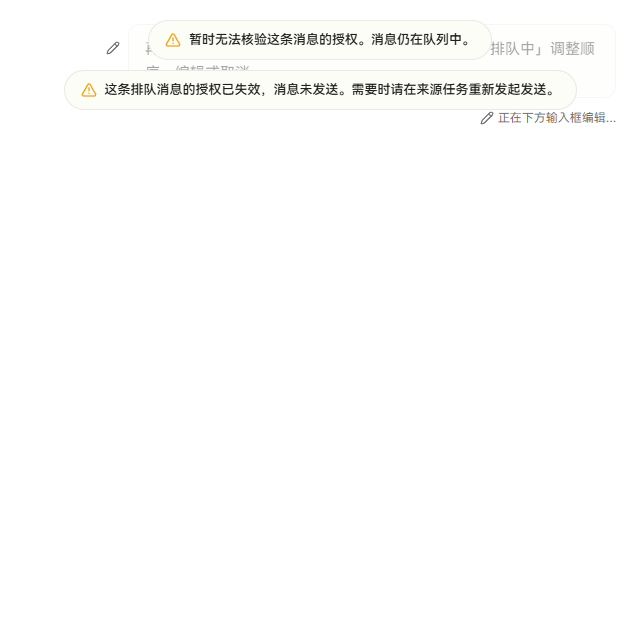 暂时无法核验这条消息的授权。消息仍在队列中。
排队中」调整顺
这条排队消息的授权已失效，消息未发送。需要时请在来源任务重新发起发送。
正在下方输入框编辑...